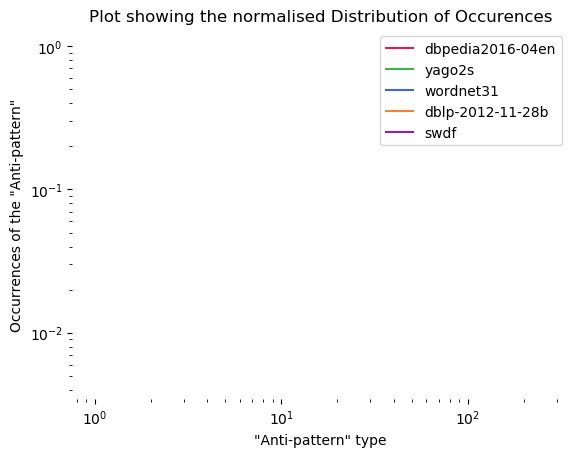 Plot showing the normalised Distribution of Occurences
dbpedia2016-04en
yago2s
wordnet31
dblp-2012-11-28b
swdf
Occurrences of the "Anti-pattern"
10^0
10^-1
10^-2
10^0 10^1 10^2
"Anti-pattern" type